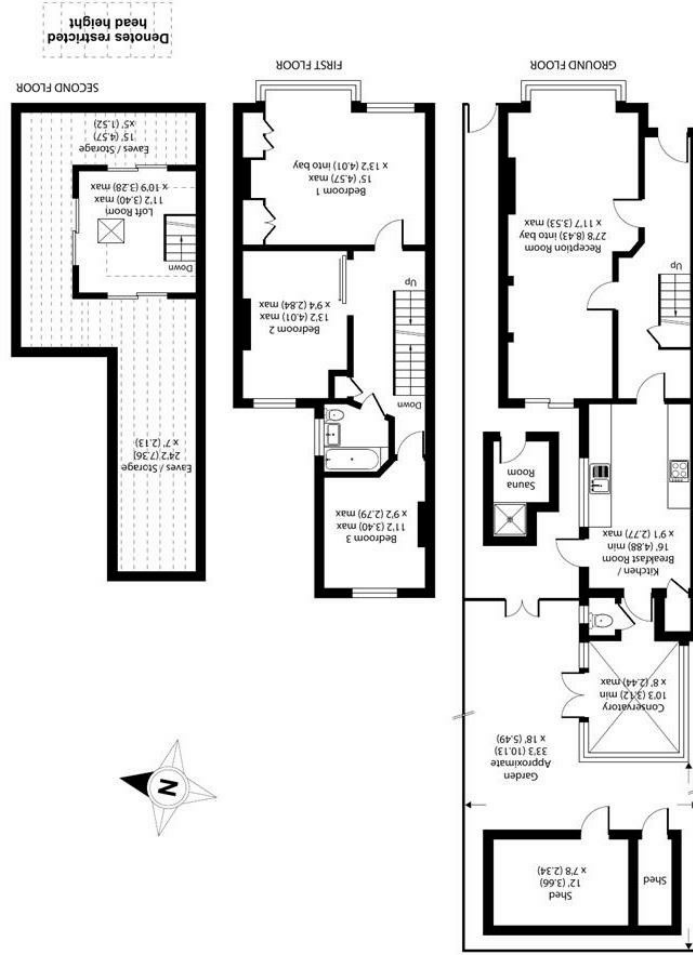 Shed
Shed
12' (3.66)
x 7'8 (2.34)
Garden
Approximate
33'3 (10.13)
x 18' (5.49)
Conservatory
10'3 (3.12) min
x 8' (2.44) max
Kitchen /
Breakfast Room
16' (4.88) min
x 9'1 (2.77) max
Sauna
Room
Up
Reception Room
27'8 (8.43) into bay
x 11'7 (3.53) max
GROUND FLOOR
N
Bedroom 3
11'2 (3.40) max
x 9'2 (2.79) max
Down
Up
Bedroom 2
13'2 (4.01) max
x 9'4 (2.84) max
Bedroom 1
15' (4.57) max
x 13'2 (4.01) into bay
FIRST FLOOR
Eaves / Storage
24'2 (7.36)
x 7' (2.13)
Down
Loft Room
11'2 (3.40) max
x 10'9 (3.28) max
Eaves / Storage
15' (4.57)
x5' (1.52)
SECOND FLOOR
Denotes restricted
head height